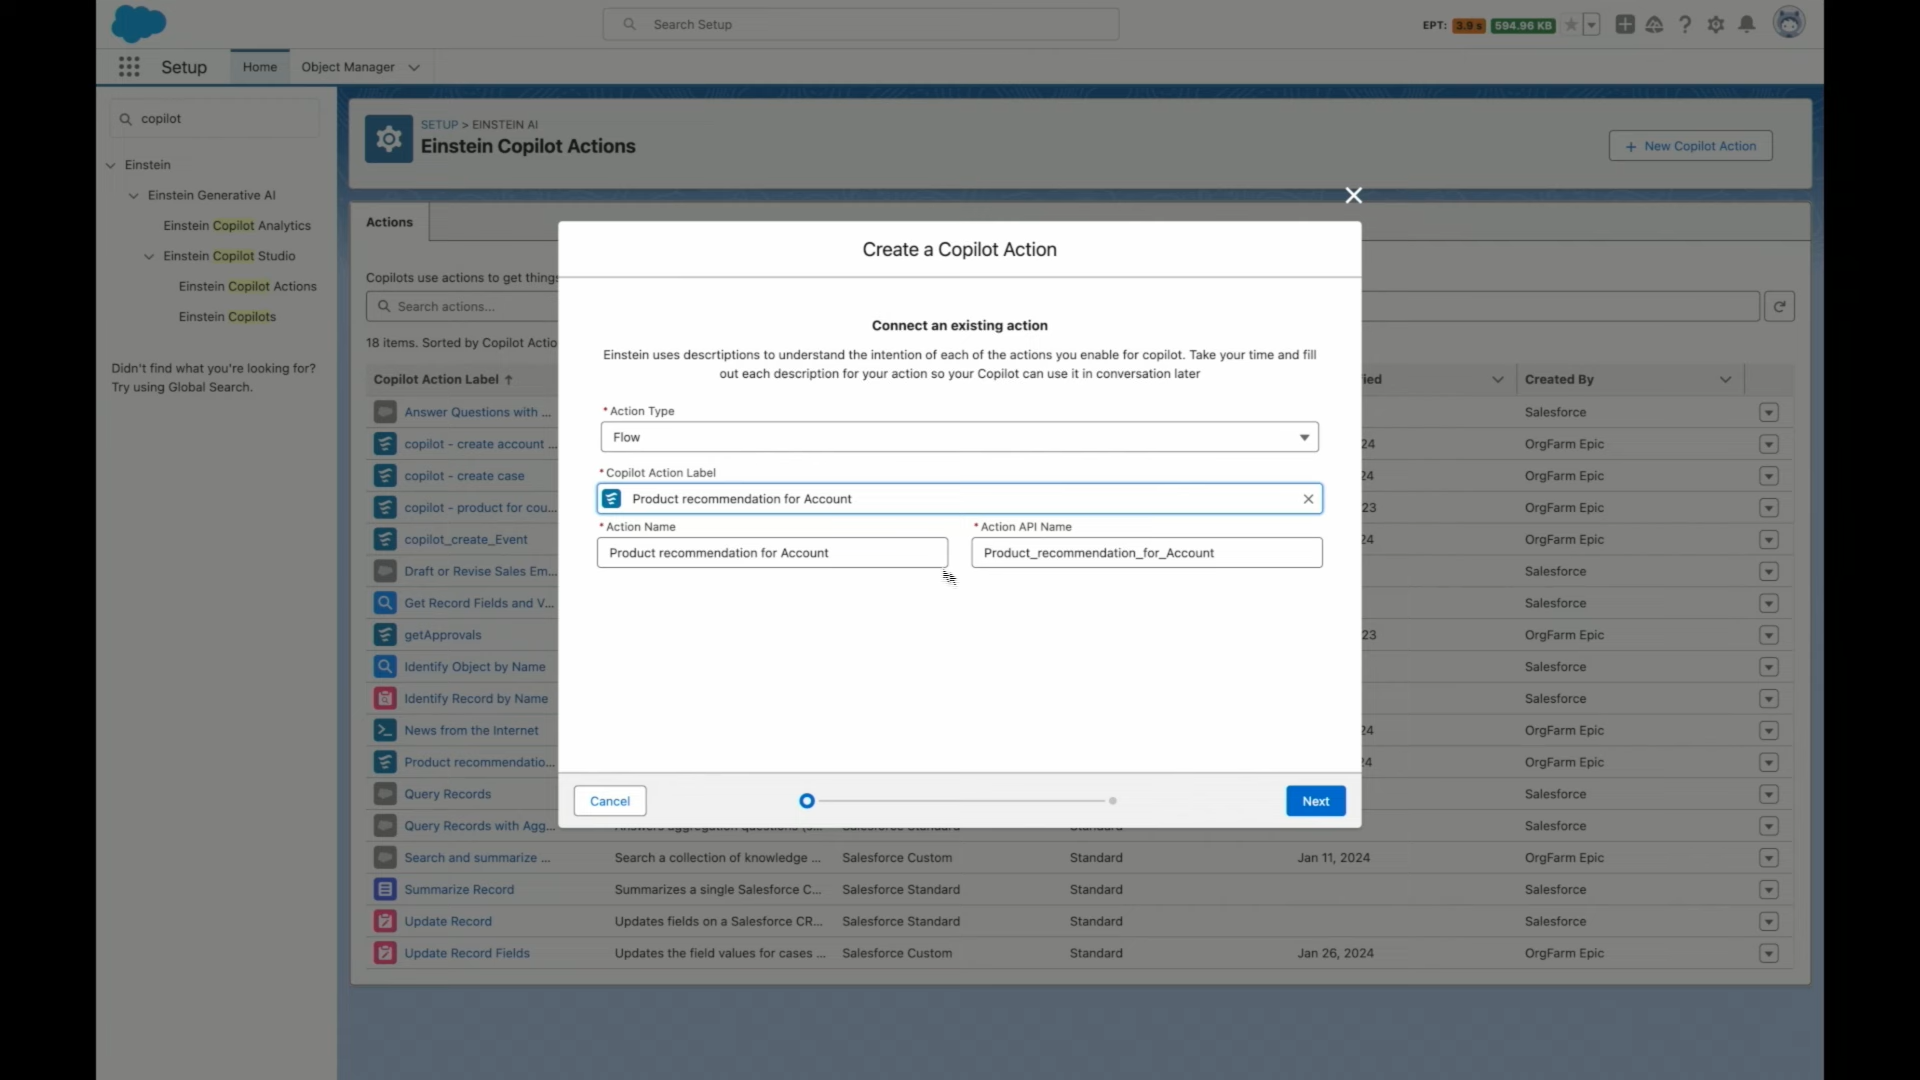 Search Setup
EPT: 3.9 s 594.96 KB
Setup
Home
Object Manager
copilot
Einstein
Einstein Generative AI
Einstein Copilot Analytics
Einstein Copilot Studio
Einstein Copilot Actions
Einstein Copilots
Didn't find what you're looking for?
Try using Global Search.
SETUP > EINSTEIN AI
Einstein Copilot Actions
New Copilot Action
Actions
Copilots use actions to get things
Search actions...
18 items. Sorted by Copilot Actio
Copilot Action Label
ied
Created By
Answer Questions with ...
Salesforce
copilot - create account ...
24
OrgFarm Epic
copilot - create case
24
OrgFarm Epic
copilot - product for cou...
23
OrgFarm Epic
copilot_create_Event
24
OrgFarm Epic
Draft or Revise Sales Em...
Salesforce
Get Record Fields and V...
Salesforce
getApprovals
23
OrgFarm Epic
Identify Object by Name
Salesforce
Identify Record by Name
Salesforce
News from the Internet
24
OrgFarm Epic
Product recommendatio...
24
OrgFarm Epic
Query Records
Salesforce
Query Records with Agg...
Salesforce
Search and summarize ...
Search a collection of knowledge ...
Salesforce Custom
Standard
Jan 11, 2024
OrgFarm Epic
Summarize Record
Summarizes a single Salesforce C...
Salesforce Standard
Standard
Salesforce
Update Record
Updates fields on a Salesforce CR...
Salesforce Standard
Standard
Salesforce
Update Record Fields
Updates the field values for cases ...
Salesforce Custom
Standard
Jan 26, 2024
OrgFarm Epic
Create a Copilot Action
Connect an existing action
Einstein uses descrtiptions to understand the intention of each of the actions you enable for copilot. Take your time and fill
out each description for your action so your Copilot can use it in conversation later
* Action Type
Flow
* Copilot Action Label
Product recommendation for Account
* Action Name
* Action API Name
Product recommendation for Account
Product_recommendation_for_Account
Cancel
Next